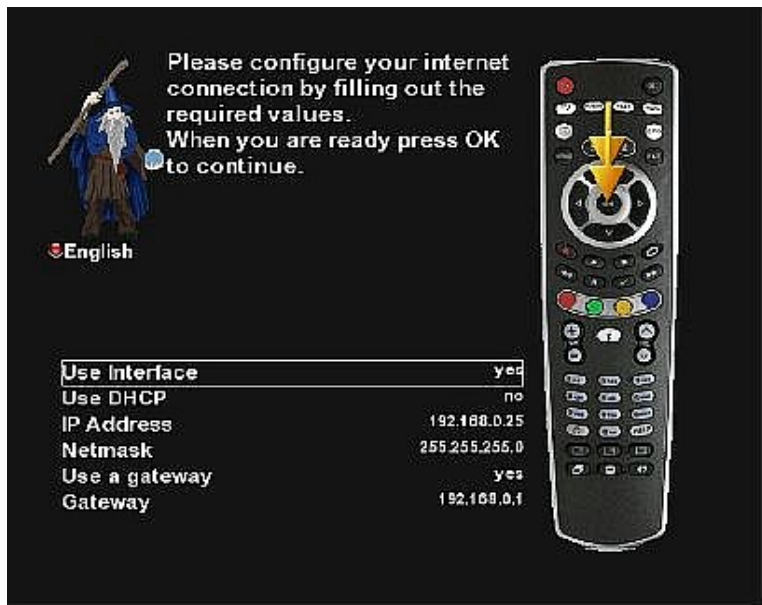 Please configure your internet
connection by filling out the
required values.
When you are ready press OK
to continue.
English
Use Interface yes
Use DHCP no
IP Address 192.168.0.25
Netmask 255.255.255.0
Use a gateway yes
Gateway 192.168.0.1